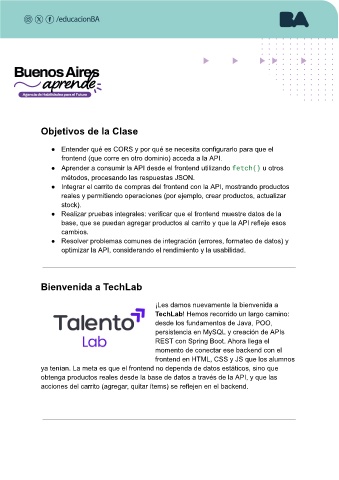 /educacionBA
BA
Buenos Aires
aprende
Agencia de Habilidades para el Futuro
Objetivos de la Clase
● Entender qué es CORS y por qué se necesita configurarlo para que el
frontend (que corre en otro dominio) acceda a la API.
● Aprender a consumir la API desde el frontend utilizando fetch() u otros
métodos, procesando las respuestas JSON.
● Integrar el carrito de compras del frontend con la API, mostrando productos
reales y permitiendo operaciones (por ejemplo, crear productos, actualizar
stock).
● Realizar pruebas integrales: verificar que el frontend muestre datos de la
base, que se puedan agregar productos al carrito y que la API refleje esos
cambios.
● Resolver problemas comunes de integración (errores, formateo de datos) y
optimizar la API, considerando el rendimiento y la usabilidad.
Bienvenida a TechLab
Talento
Lab
¡Les damos nuevamente la bienvenida a
TechLab! Hemos recorrido un largo camino:
desde los fundamentos de Java, POO,
persistencia en MySQL y creación de APIs
REST con Spring Boot. Ahora llega el
momento de conectar ese backend con el
frontend en HTML, CSS y JS que los alumnos
ya tenían. La meta es que el frontend no dependa de datos estáticos, sino que
obtenga productos reales desde la base de datos a través de la API, y que las
acciones del carrito (agregar, quitar ítems) se reflejen en el backend.